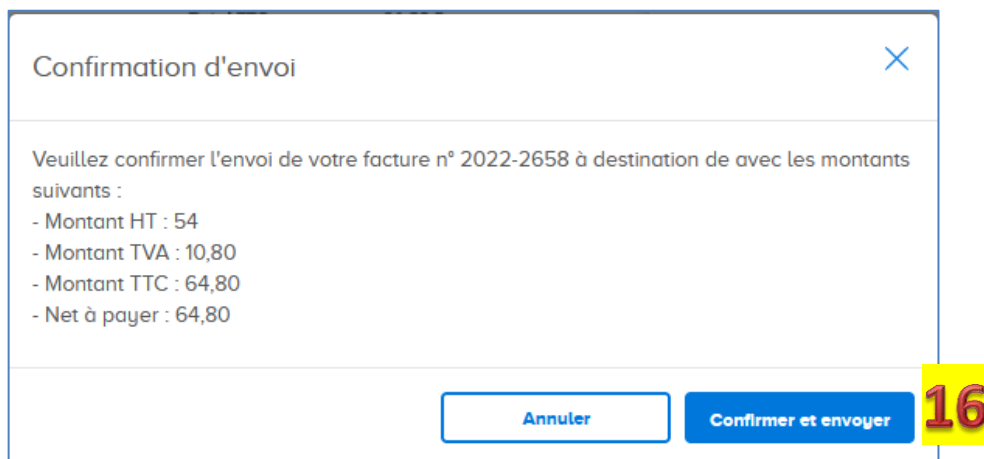 Confirmation d'envoi
Veuillez confirmer l'envoi de votre facture n° 2022-2658 à destination de avec les montants
suivants :
- Montant HT : 54
- Montant TVA : 10,80
- Montant TTC : 64,80
- Net à payer : 64,80
Annuler
Confirmer et envoyer
16